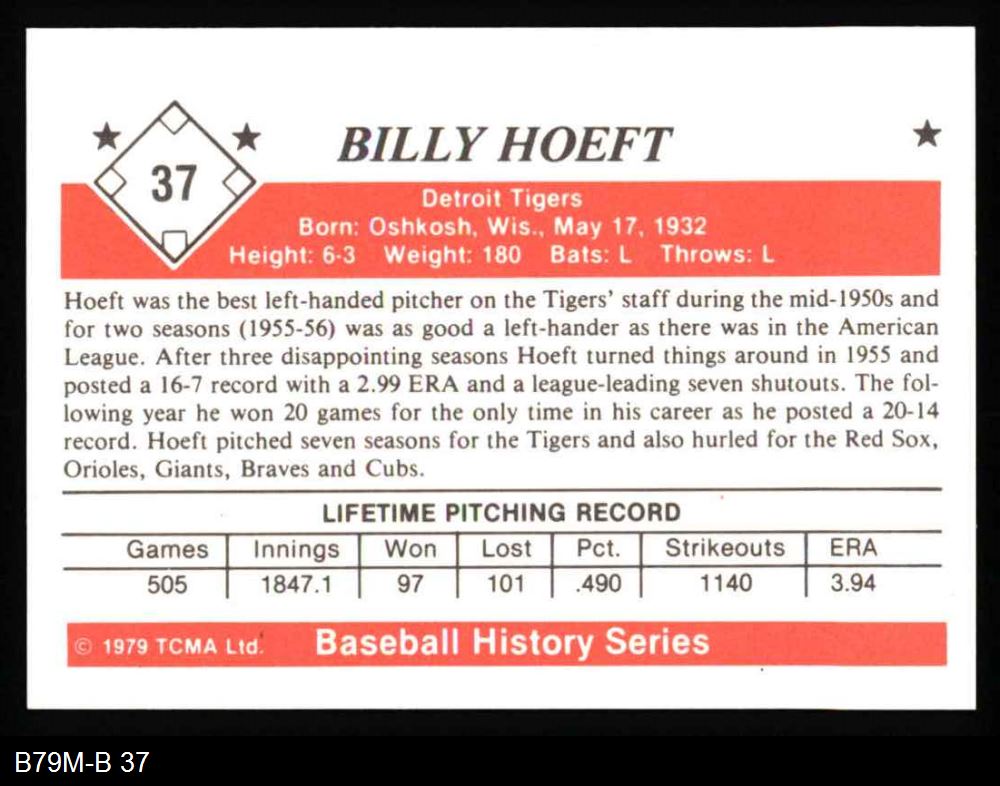 37
BILLY HOEFT
Detroit Tigers
Born: Oshkosh, Wis., May 17, 1932
Height: 6-3 Weight: 180 Bats: L Throws: L
Hoeft was the best left-handed pitcher on the Tigers' staff during the mid-1950s and
for two seasons (1955-56) was as good a left-hander as there was in the American
League. After three disappointing seasons Hoeft turned things around in 1955 and
posted a 16-7 record with a 2.99 ERA and a league-leading seven shutouts. The fol-
lowing year he won 20 games for the only time in his career as he posted a 20-14
record. Hoeft pitched seven seasons for the Tigers and also hurled for the Red Sox,
Orioles, Giants, Braves and Cubs.
LIFETIME PITCHING RECORD
Games Innings Won Lost Pct. Strikeouts ERA
505 1847.1 97 101 .490 1140 3.94
© 1979 TCMA Ltd. Baseball History Series
B79M-B 37